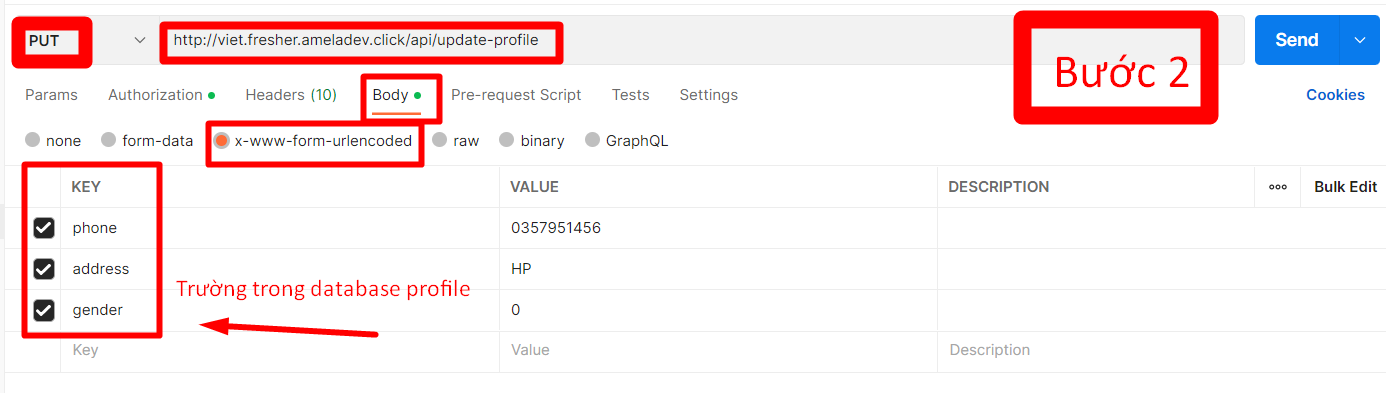 PUT http://viet.fresher.ameladev.click/api/update-profile Send
Bước 2
Params Authorization Headers (10) Body Pre-request Script Tests Settings Cookies
none form-data x-www-form-urlencoded raw binary GraphQL
KEY VALUE DESCRIPTION ooo Bulk Edit
phone 0357951456
address HP
Trường trong database profile
gender 0
Key Value Description